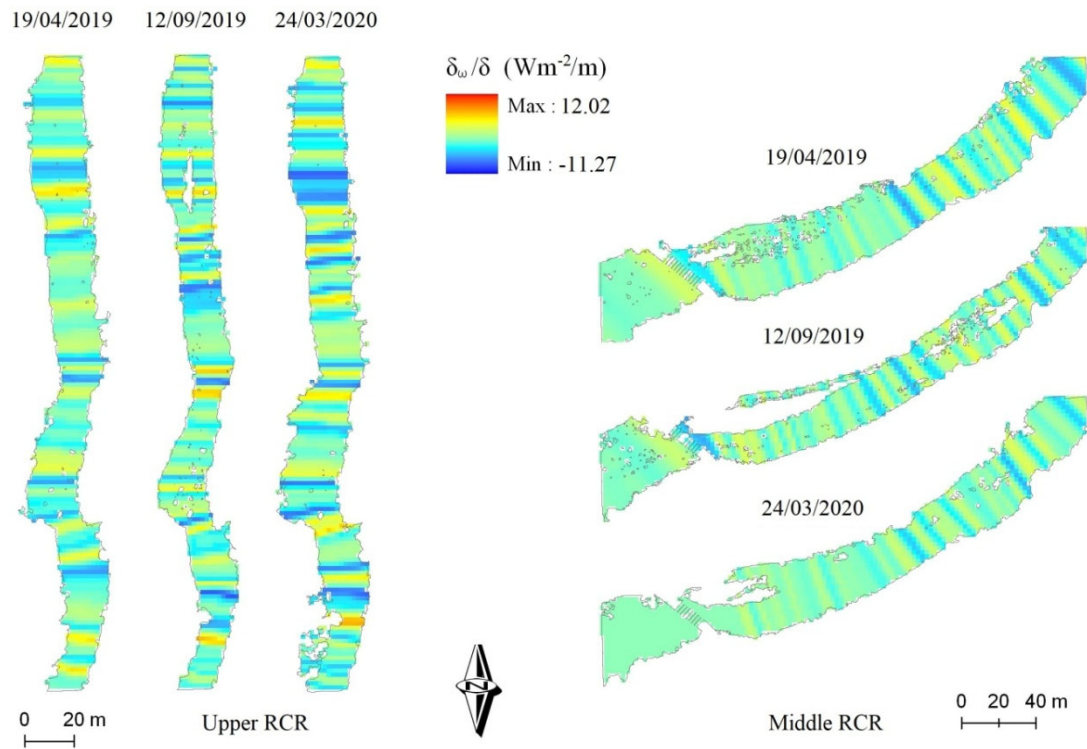 19/04/2019 12/09/2019 24/03/2020
δω/δ (Wm-2/m)
Max : 12.02
Min : -11.27
19/04/2019
12/09/2019
24/03/2020
N
0 20 m
Upper RCR
Middle RCR
0 20 40 m